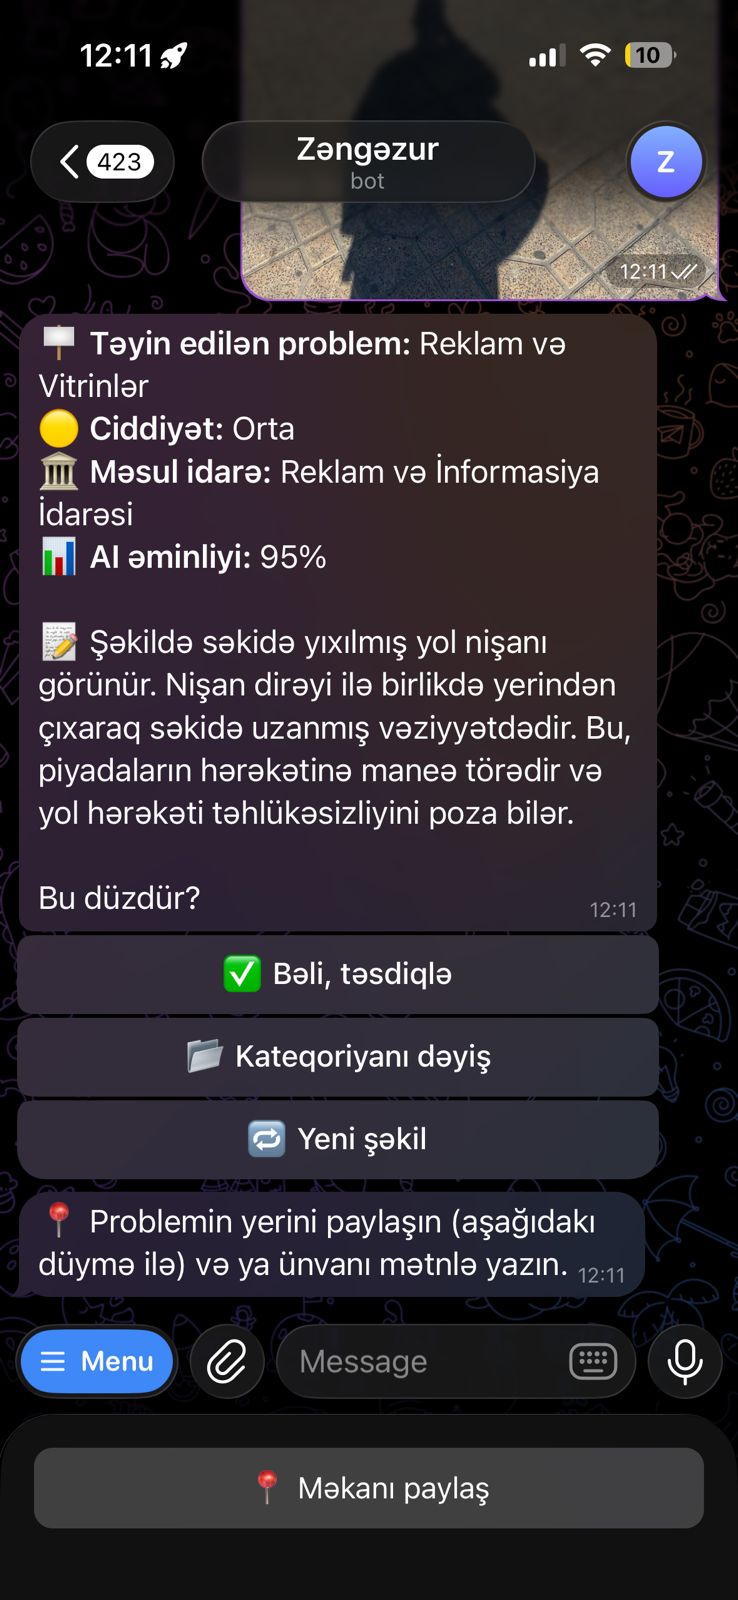 12:11
10
423
Zəngəzur
bot
Z
12:11
Təyin edilən problem: Reklam və
Vitrinlər
Ciddiyət: Orta
Məsul idarə: Reklam və İnformasiya
İdarəsi
AI əminliyi: 95%
Şəkildə səkidə yıxılmış yol nişanı
görünür. Nişan dirəyi ilə birlikdə yerindən
çıxaraq səkidə uzanmış vəziyyətdədir. Bu,
piyadaların hərəkətinə maneə törədir və
yol hərəkəti təhlükəsizliyini poza bilər.
Bu düzdür?
12:11
Bəli, təsdiqlə
Kateqoriyanı dəyiş
Yeni şəkil
Problemin yerini paylaşın (aşağıdakı
düymə ilə) və ya ünvanı mətnlə yazın.
12:11
Menu
Message
Məkanı paylaş